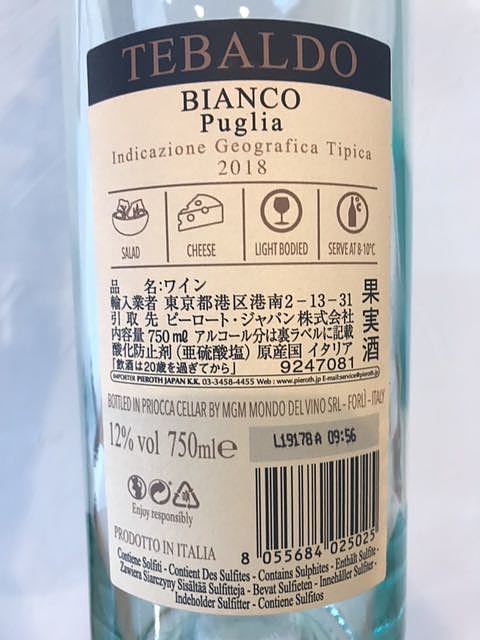 TEBALDO
BIANCO
Puglia
Indicazione Geografica Tipica
2018
SALAD
CHEESE
LIGHT BODIED
SERVE AT 8-10°C
品 名:ワイン
輸入業者 東京都港区港南2-13-31
引 取 先 ピーロート・ジャパン株式会社
内容量 750 ml アルコール分は裏ラベルに記載
酸化防止剤 (亜硫酸塩) 原産国 イタリア
「飲酒は20歳を過ぎてから」 9247081
果実酒
IMPORTER PIEROTH JAPAN K.K. 03-3458-4455 Web : www.pieroth.jp E-mail:service@pieroth.jp
BOTTLED IN PRIOCCA CELLAR BY MGM MONDO DEL VINO SRL - FORLÌ - ITALY
12% vol 750ml e
L19178A 09:56
Enjoy responsibly
PRODOTTO IN ITALIA
8 055684 025025
Contiene Solfiti - Contient Des Sulfites - Contains Sulphites - Enthält Sulfite -
Zawiera Siarczyny Sisältää Sulfiitteja - Bevat Sulfieten - Innehåller Sulfiter -
Indeholder Sulfitter - Contiene Sulfitos